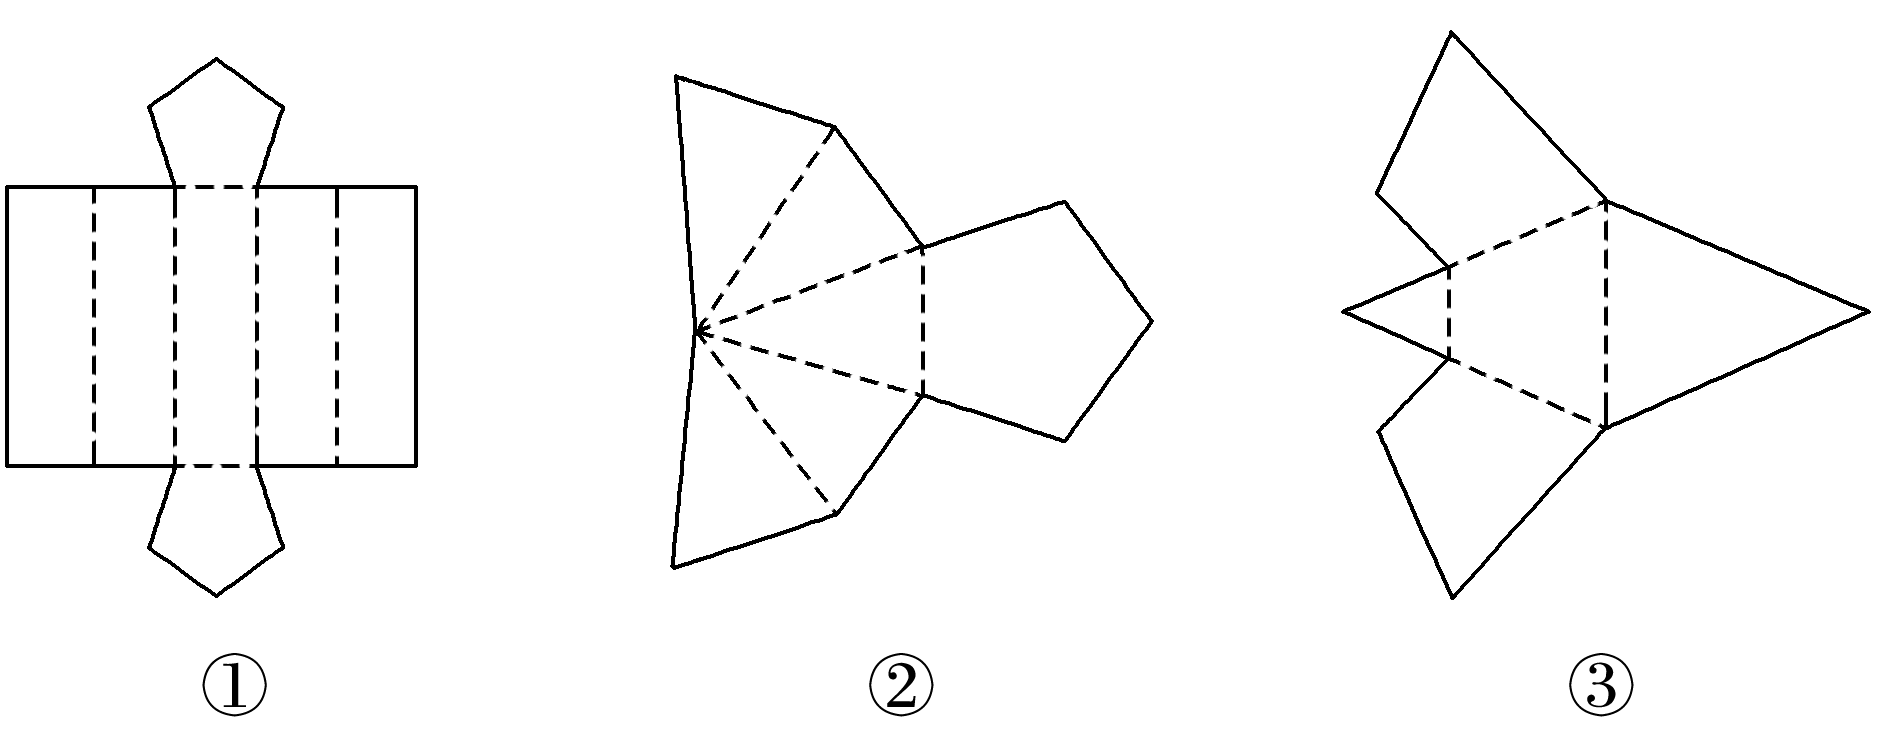 ① ② ③